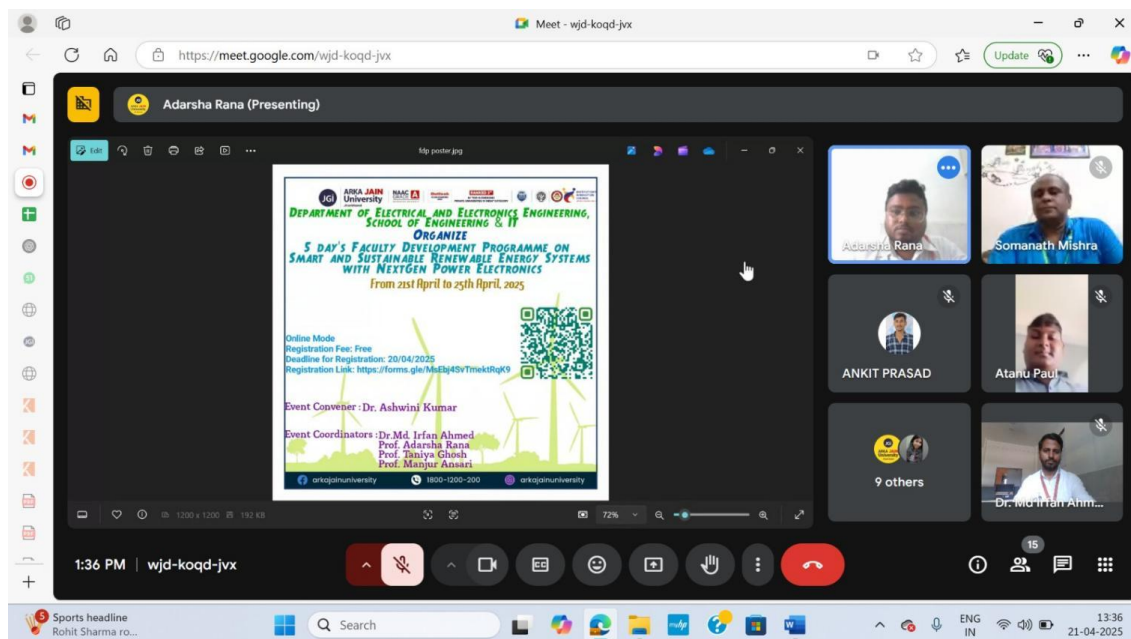 Meet - wjd-koqd-jvx
https://meet.google.com/wjd-koqd-jvx
Update
Adarsha Rana (Presenting)
Edit
fdp poster.jpg
JGI
ARKA JAIN
University
NAAC
GRADE A
DEPARTMENT OF ELECTRICAL AND ELECTRONICS ENGINEERING,
SCHOOL OF ENGINEERING & IT
ORGANIZE
5 DAY'S FACULTY DEVELOPMENT PROGRAMME ON
SMART AND SUSTAINABLE RENEWABLE ENERGY SYSTEMS
WITH NEXTGEN POWER ELECTRONICS
From 21st April to 25th April, 2025
Online Mode
Registration Fee: Free
Deadline for Registration: 20/04/2025
Registration Link: https://forms.gle/MsEbj4SvTmektRqK9
Event Convener : Dr. Ashwini Kumar
Event Coordinators : Dr.Md. Irfan Ahmed
Prof. Adarsha Rana
Prof. Taniya Ghosh
Prof. Manjur Ansari
arkajainuniversity
1800-1200-200
arkajainuniversity
1200 x 1200
192 KB
72%
Adarsha Rana
Somanath Mishra
ANKIT PRASAD
Atanu Paul
9 others
Dr. Md Irfan Ahm...
1:36 PM | wjd-koqd-jvx
CC
15
5
Sports headline
Rohit Sharma ro...
Search
ENG
IN
13:36
21-04-2025